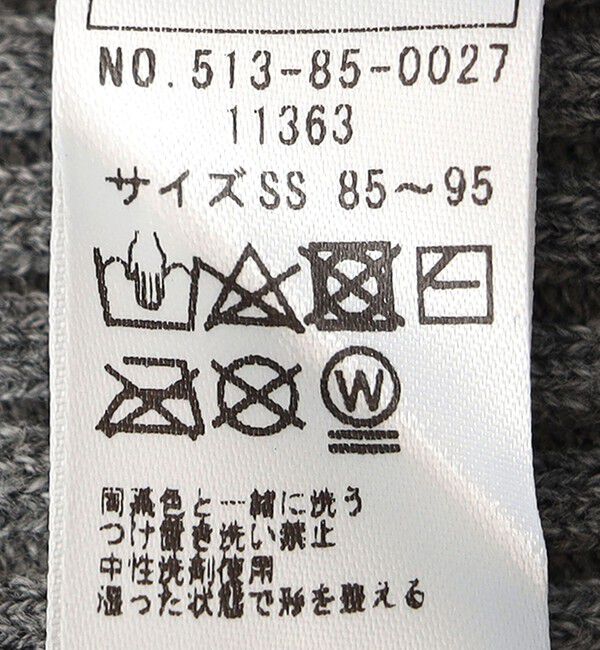 NO.513-85-0027
11363
サイズSS 85～95
W
同系色と一緒に洗う
つけ置き洗い禁止
中性洗剤使用
湿った状態で形を整える